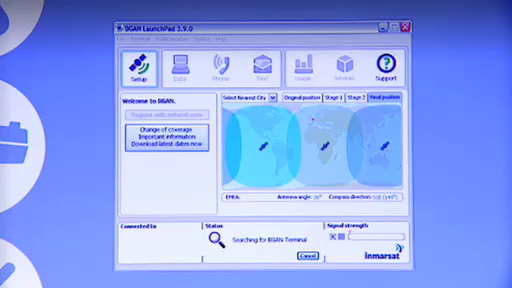 BGAN LaunchPad 3.9.0
Setup
Data
Phone
Text
Usage
Services
Support
Welcome to BGAN.
Register with network now
Change of coverage
Important information
Download latest dates now
Select Nearest City
Original position
Stage 1
Stage 2
Final position
EMEA:
Antenna angle:
Compass direction:
Connected to
Status
Searching for BGAN Terminal
Cancel
Signal strength
inmarsat